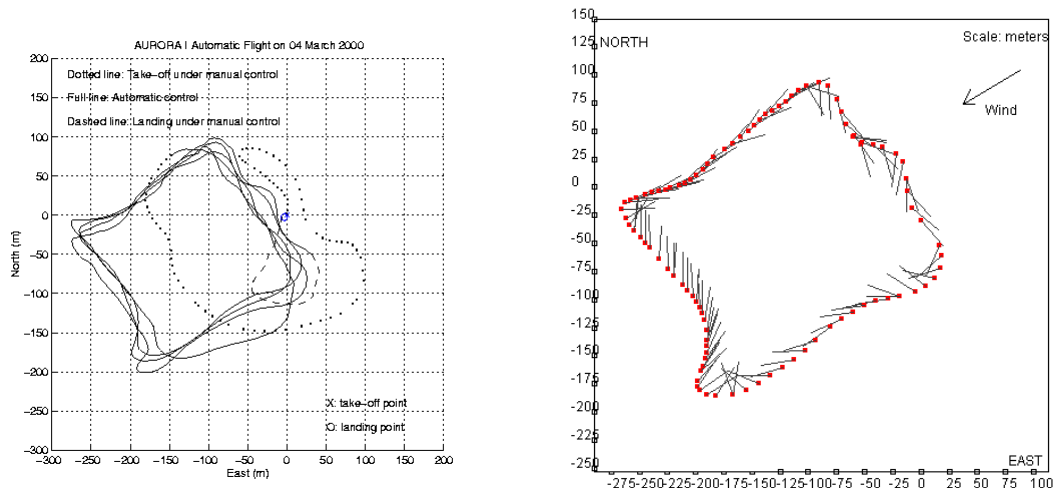 AURORA I Automatic Flight on 04 March 2000
200
Dotted line: Take-off under manual control
150
Full line: Automatic control
Dashed line: Landing under manual control
100
50
0
-50
-100
-150
-200
-250
-300
North (m)
X: take-off point
O: landing point
-300 -250 -200 -150 -100 -50 0 50 100 150 200
East (m)
150
NORTH
Scale: meters
125
100
Wind
75
50
25
0
-25
-50
-75
-100
-125
-150
-175
-200
-225
-250
EAST
-275 -250 -225 -200 -175 -150 -125 -100 -75 -50 -25 0 25 50 75 100